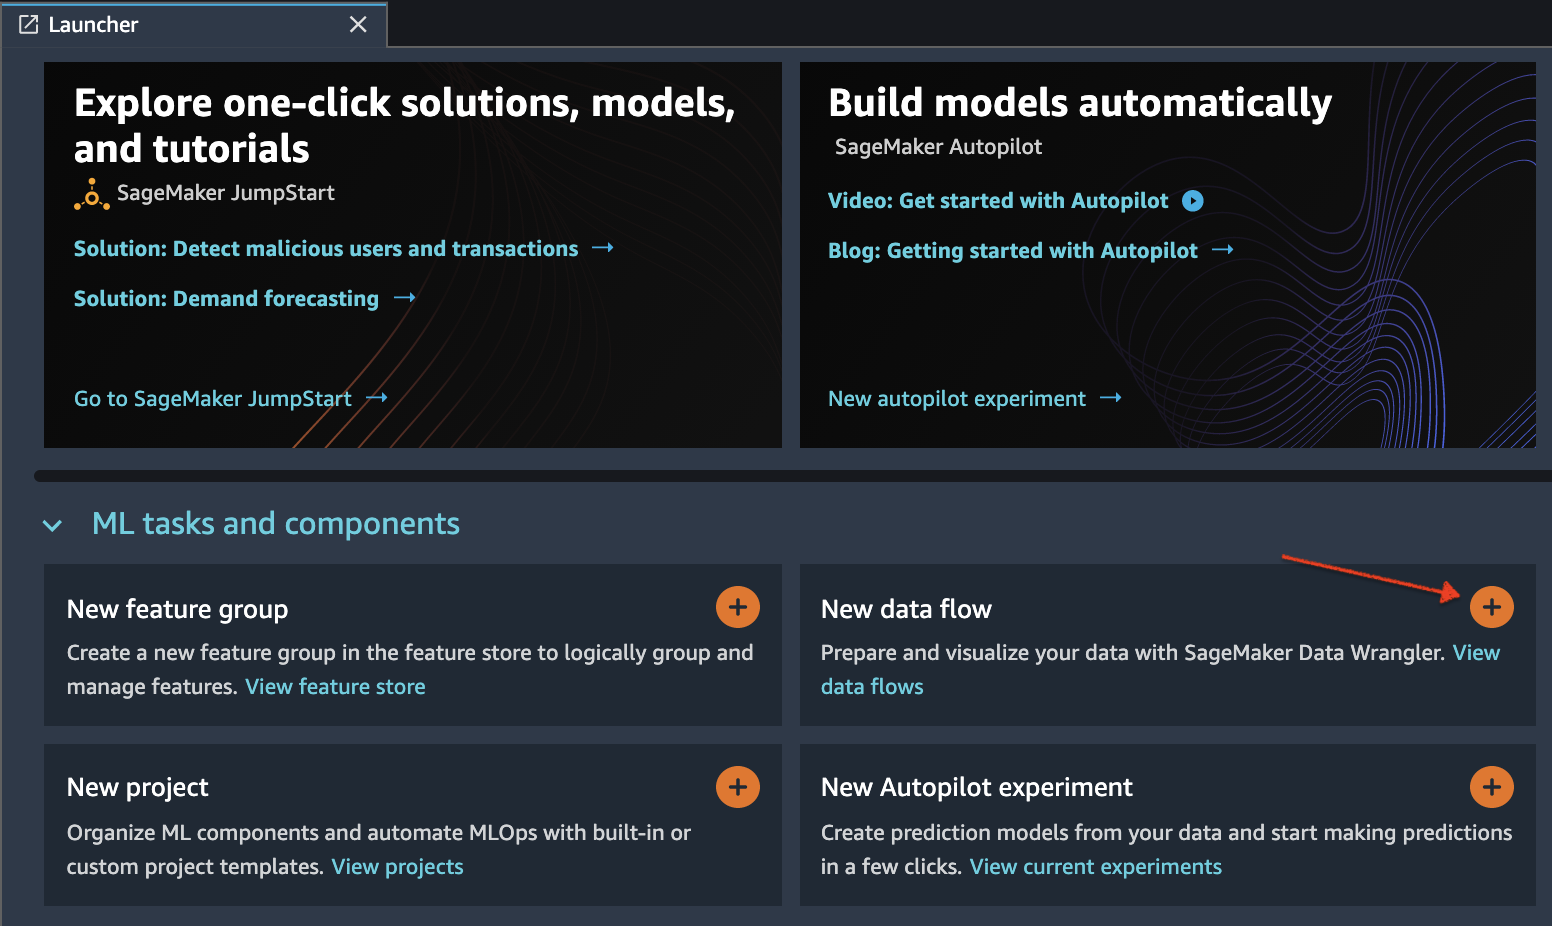 Launcher
Explore one-click solutions, models,
and tutorials
SageMaker JumpStart
Solution: Detect malicious users and transactions
Solution: Demand forecasting
Go to SageMaker JumpStart
Build models automatically
SageMaker Autopilot
Video: Get started with Autopilot
Blog: Getting started with Autopilot
New autopilot experiment
ML tasks and components
New feature group
Create a new feature group in the feature store to logically group and
manage features. View feature store
New data flow
Prepare and visualize your data with SageMaker Data Wrangler. View
data flows
New project
Organize ML components and automate MLOps with built-in or
custom project templates. View projects
New Autopilot experiment
Create prediction models from your data and start making predictions
in a few clicks. View current experiments